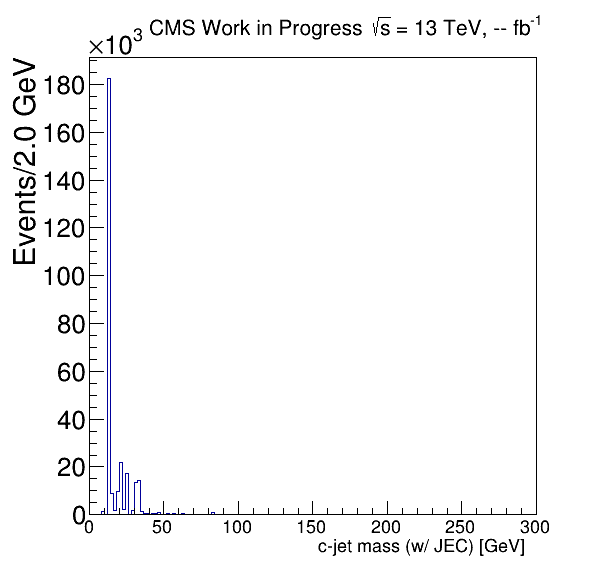 ×10³ CMS Work in Progress √s = 13 TeV, -- fb⁻¹
Events/2.0 GeV
180
160
140
120
100
80
60
40
20
0
0 50 100 150 200 250 300
c-jet mass (w/ JEC) [GeV]